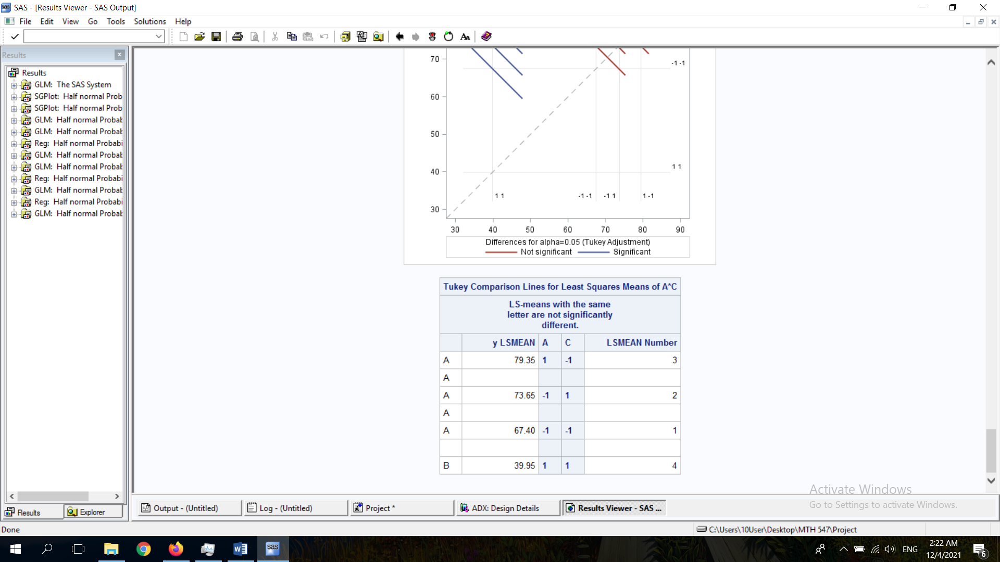 SAS - [Results Viewer - SAS Output]
File Edit View Go Tools Solutions Help
Results
Results
GLM: The SAS System
SGPlot: Half normal Prob
SGPlot: Half normal Prob
GLM: Half normal Probak
GLM: Half normal Probak
Reg: Half normal Probabi
GLM: Half normal Probak
GLM: Half normal Probak
Reg: Half normal Probabi
GLM: Half normal Probak
Reg: Half normal Probabi
GLM: Half normal Probak
Results Explorer
70
60
50
40
30
-1 -1
1 1
1 1 -1 -1 -1 1 1 -1
30 40 50 60 70 80 90
Differences for alpha=0.05 (Tukey Adjustment)
Not significant Significant
Tukey Comparison Lines for Least Squares Means of A*C
LS-means with the same
letter are not significantly
different.
y LSMEAN A C LSMEAN Number
A 79.35 1 -1 3
A
A 73.65 -1 1 2
A
A 67.40 -1 -1 1
B 39.95 1 1 4
Activate Windows
Go to Settings to activate Windows.
Output - (Untitled) Log - (Untitled) Project * ADX: Design Details Results Viewer - SAS ...
Done
C:\Users\10User\Desktop\MTH 547\Project
ENG
2:22 AM
12/4/2021
6